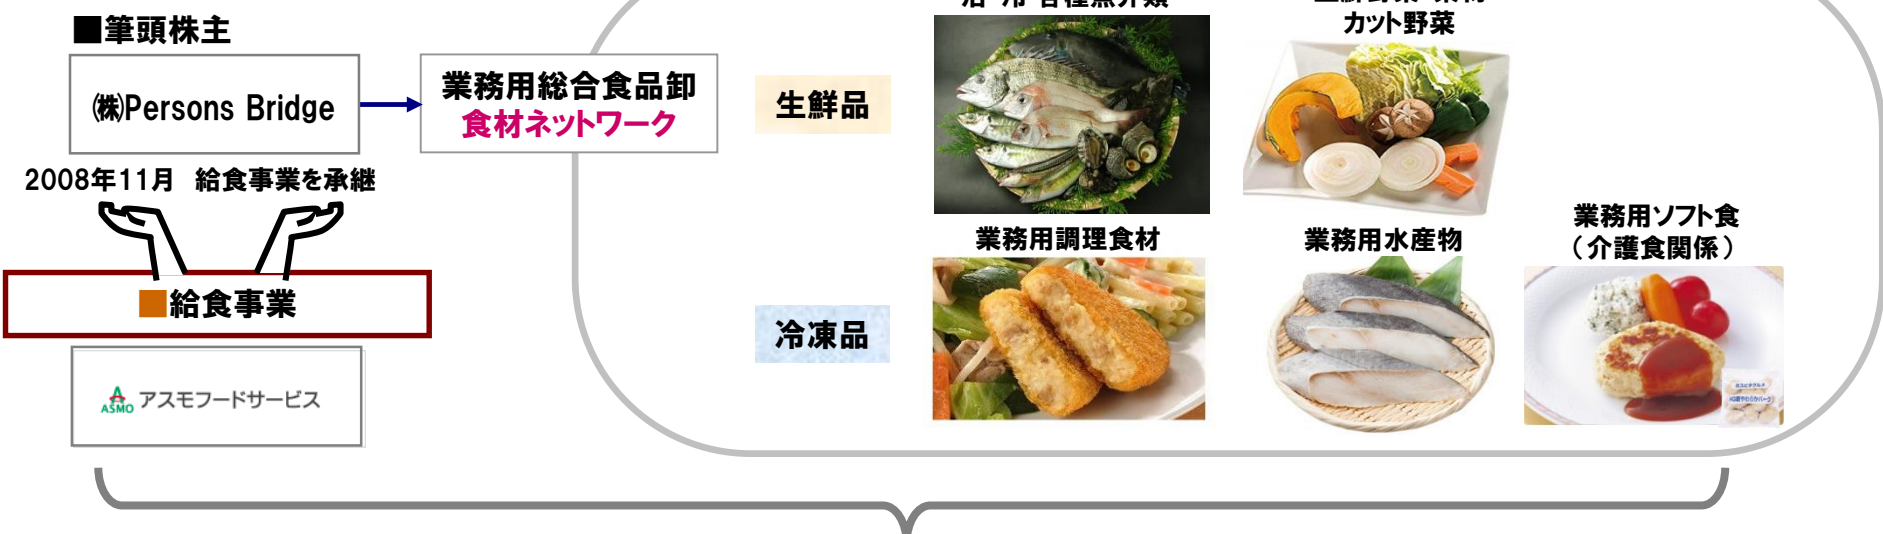 ■筆頭株主
㈱Persons Bridge
業務用総合食品卸
食材ネットワーク
2008年11月 給食事業を承継
■給食事業
ASMO アスモフードサービス
カット野菜
生鮮品
業務用調理食材
業務用水産物
業務用ソフト食
(介護食関係)
冷凍品